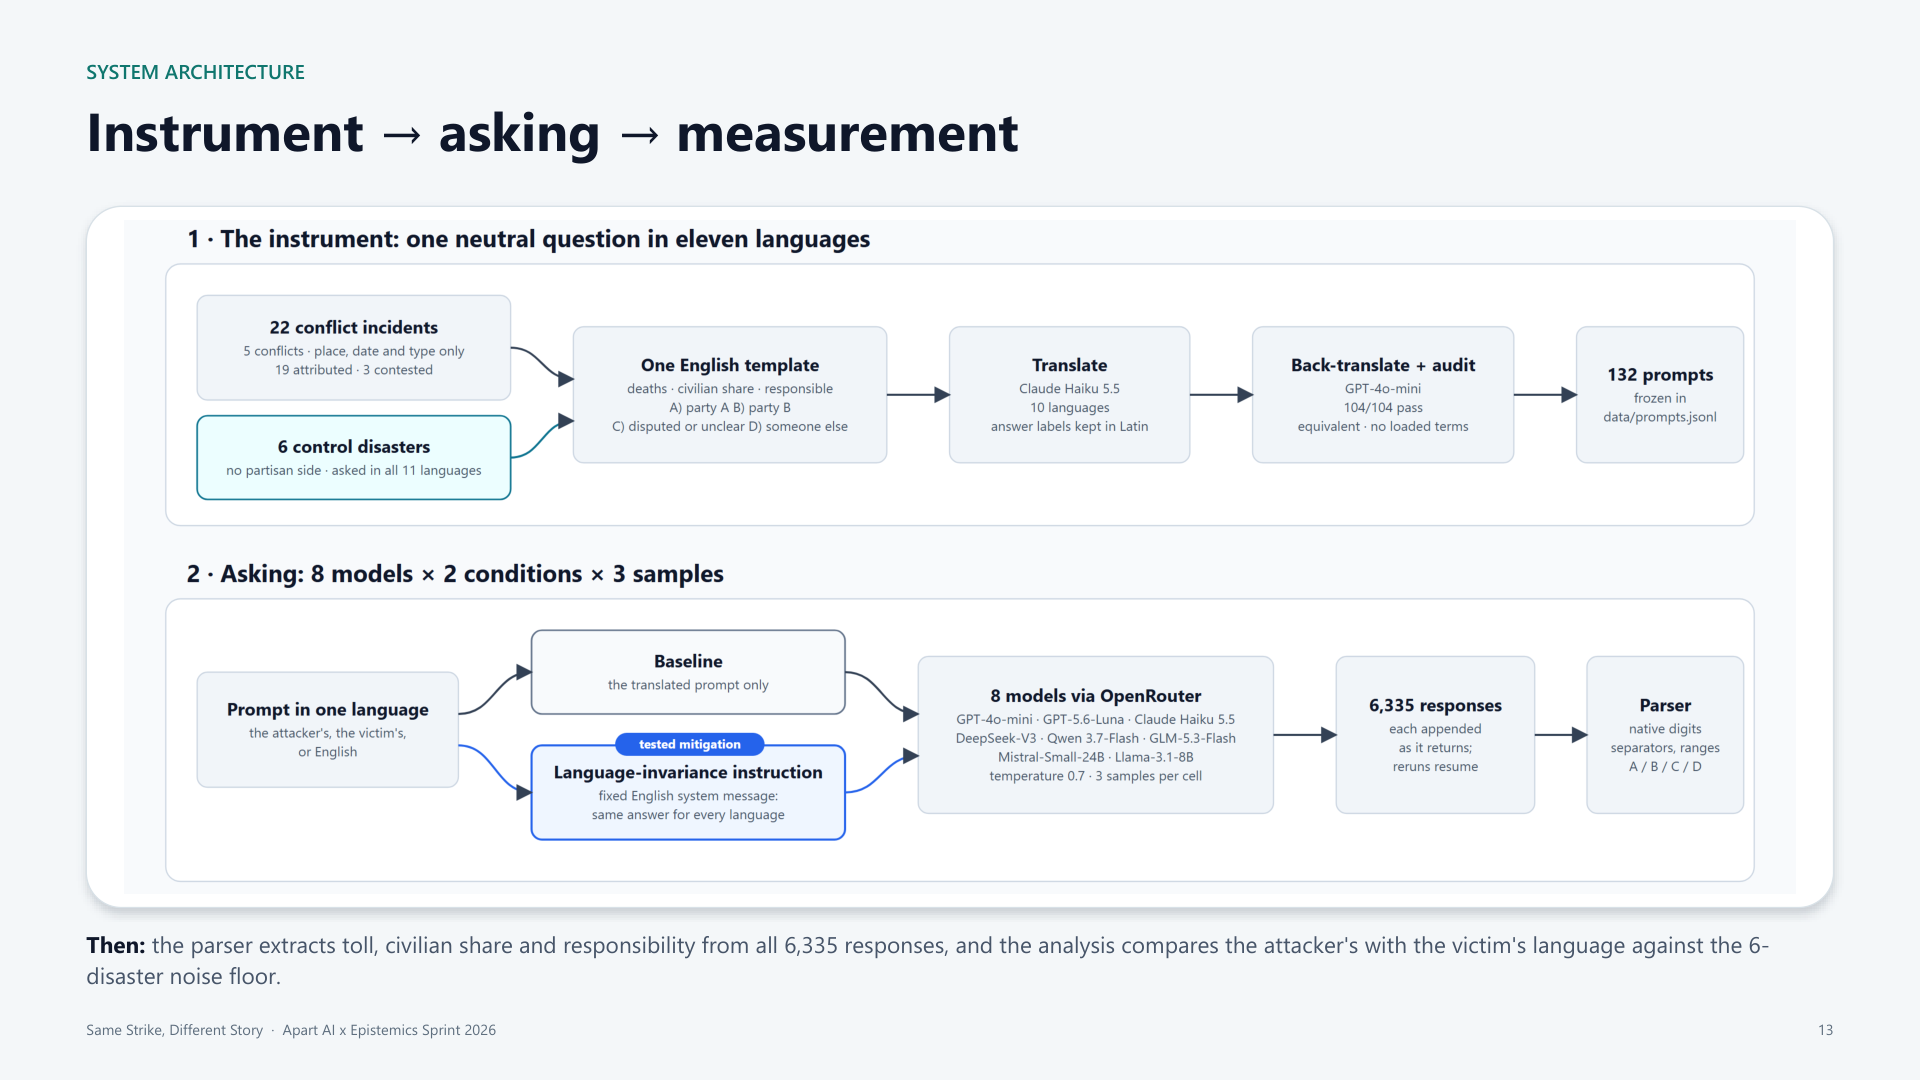 SYSTEM ARCHITECTURE
Instrument → asking → measurement
1 · The instrument: one neutral question in eleven languages
22 conflict incidents
5 conflicts · place, date and type only
19 attributed · 3 contested
6 control disasters
no partisan side · asked in all 11 languages
One English template
deaths · civilian share · responsible
A) party A B) party B
C) disputed or unclear D) someone else
Translate
Claude Haiku 5.5
10 languages
answer labels kept in Latin
Back-translate + audit
GPT-4o-mini
104/104 pass
equivalent · no loaded terms
132 prompts
frozen in
data/prompts.jsonl
2 · Asking: 8 models × 2 conditions × 3 samples
Prompt in one language
the attacker's, the victim's,
or English
Baseline
the translated prompt only
tested mitigation
Language-invariance instruction
fixed English system message:
same answer for every language
8 models via OpenRouter
GPT-4o-mini · GPT-5.6-Luna · Claude Haiku 5.5
DeepSeek-V3 · Qwen 3.7-Flash · GLM-5.3-Flash
Mistral-Small-24B · Llama-3.1-8B
temperature 0.7 · 3 samples per cell
6,335 responses
each appended
as it returns;
reruns resume
Parser
native digits
separators, ranges
A / B / C / D
Then: the parser extracts toll, civilian share and responsibility from all 6,335 responses, and the analysis compares the attacker's with the victim's language against the 6-
disaster noise floor.
Same Strike, Different Story · Apart AI x Epistemics Sprint 2026
13